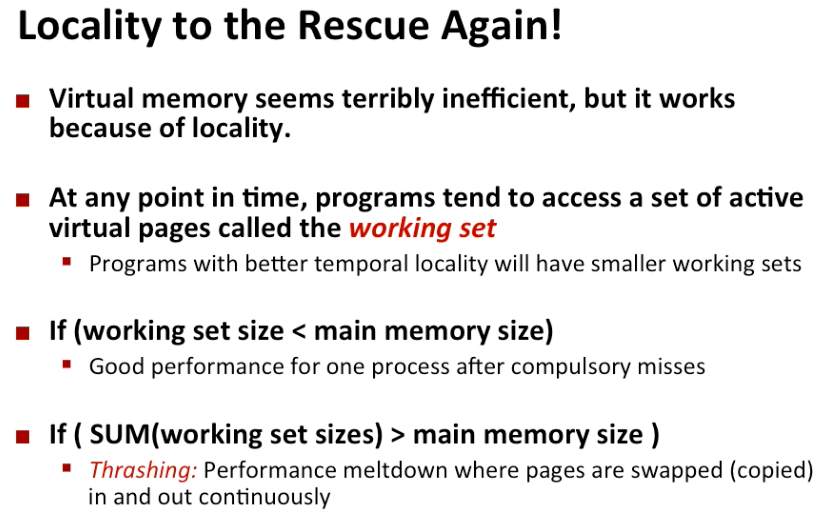 Locality to the Rescue Again!
Virtual memory seems terribly inefficient, but it works
because of locality.
At any point in time, programs tend to access a set of active
virtual pages called the working set
Programs with better temporal locality will have smaller working sets
If (working set size < main memory size)
Good performance for one process after compulsory misses
If ( SUM(working set sizes) > main memory size )
Thrashing: Performance meltdown where pages are swapped (copied)
in and out continuously